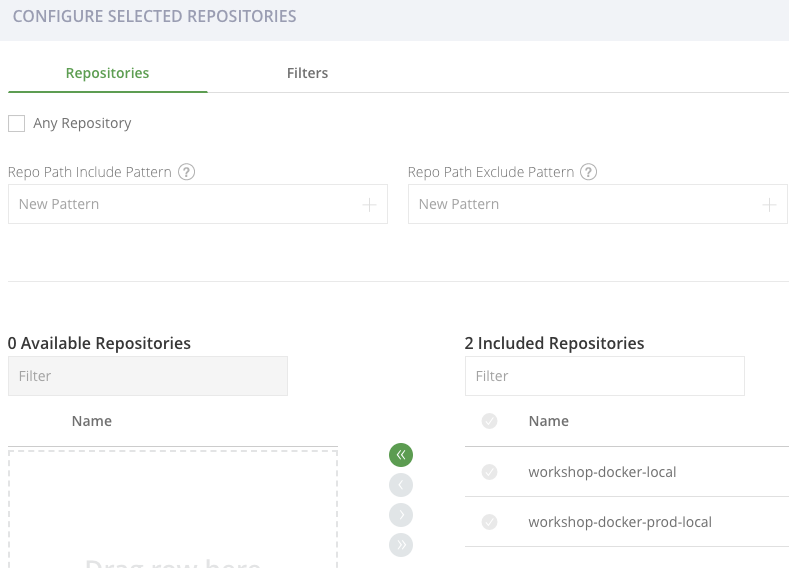 CONFIGURE SELECTED REPOSITORIES
Repositories Filters
Any Repository
Repo Path Include Pattern ? Repo Path Exclude Pattern ?
New Pattern + New Pattern +
0 Available Repositories 2 Included Repositories
Filter Filter
Name Name
workshop-docker-local
workshop-docker-prod-local
Drag row here